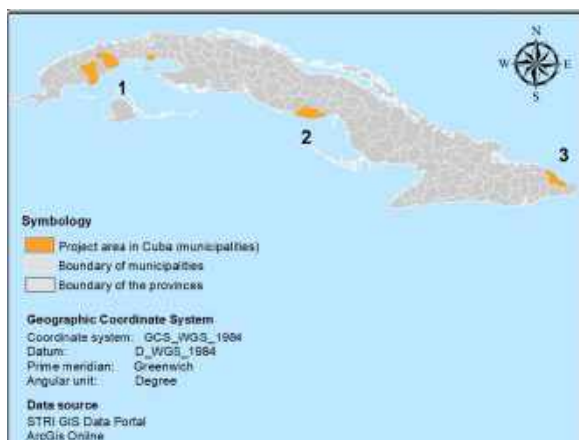 N
W E
S
1
2
3
Symbology
Project area in Cuba (municipalities)
Boundary of municipalities
Boundary of the provinces
Geographic Coordinate System
Coordinate system: GCS_WGS_1984
Datum: D_WGS_1984
Prime meridian: Greenwich
Angular unit: Degree
Data source
STRI GIS Data Portal
ArcGis Online